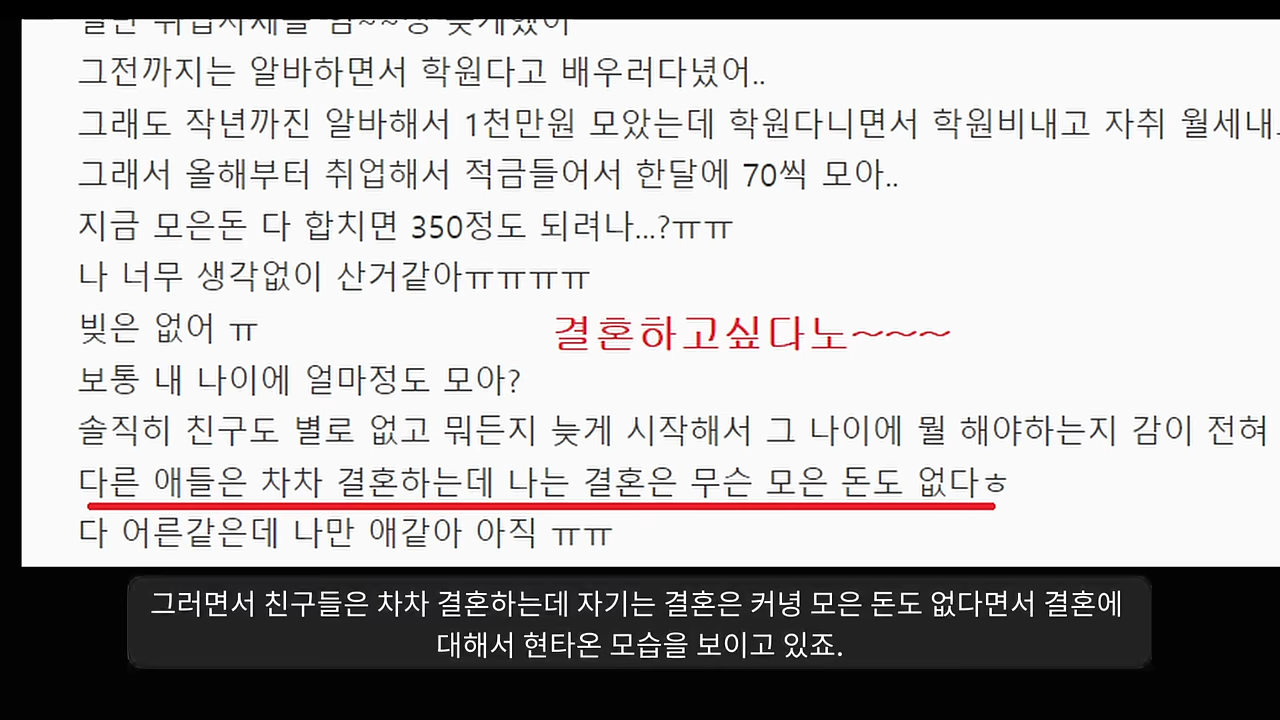 그전까지는 알바하면서 학원다고 배우러다녔어..
그래도 작년까진 알바해서 1천만원 모았는데 학원다니면서 학원비내고 자취 월세내
그래서 올해부터 취업해서 적금들어서 한달에 70씩 모아..
지금 모은돈 다 합치면 350정도 되려나...?ㅠㅠ
나 너무 생각없이 산거같아ㅠㅠㅠㅠ
빚은 없어 ㅠ
결혼하고싶다노~~~
보통 내 나이에 얼마정도 모아?
솔직히 친구도 별로 없고 뭐든지 늦게 시작해서 그 나이에 뭘 해야하는지 감이 전혀
다른 애들은 차차 결혼하는데 나는 결혼은 무슨 모은 돈도 없다ㅎ
다 어른같은데 나만 애같아 아직 ㅠㅠ
그러면서 친구들은 차차 결혼하는데 자기는 결혼은 커녕 모은 돈도 없다면서 결혼에
대해서 현타온 모습을 보이고 있죠.